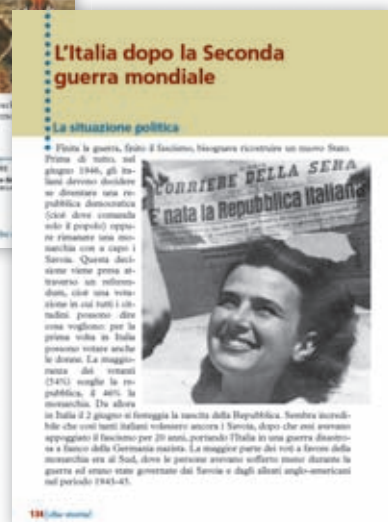 L'Italia dopo la Seconda
guerra mondiale
La situazione politica
Finita la guerra, finito il fascismo, bisognava ricostruire un nuovo Stato.
Prima di tutto, nel
giugno 1946, gli ita-
liani devono decidere
se diventare una re-
pubblica democratica
(cioè dove comanda
solo il popolo) oppu-
re rimanere una mo-
narchia con a capo i
Savoia. Questa deci-
sione viene presa at-
traverso un referen-
dum, cioè una vota-
zione in cui tutti i cit-
tadini possono dire
cosa vogliono: per la
prima volta in Italia
possono votare anche
le donne. La maggio-
ranza dei votanti
(54%) sceglie la re-
pubblica, il 46% la
monarchia. Da allora
in Italia il 2 giugno si festeggia la nascita della Repubblica. Sembra incredi-
bile che così tanti italiani volessero ancora i Savoia, dopo che essi avevano
appoggiato il fascismo per 20 anni, portando l'Italia in una guerra disastro-
sa a fianco della Germania nazista. La maggior parte dei voti a favore della
monarchia era al Sud, dove le persone avevano sofferto meno durante la
guerra ed erano state governate dai Savoia e dagli alleati anglo-americani
nel periodo 1943-45.
CORRIERE DELLA SERA
E' nata la Repubblica Italiana